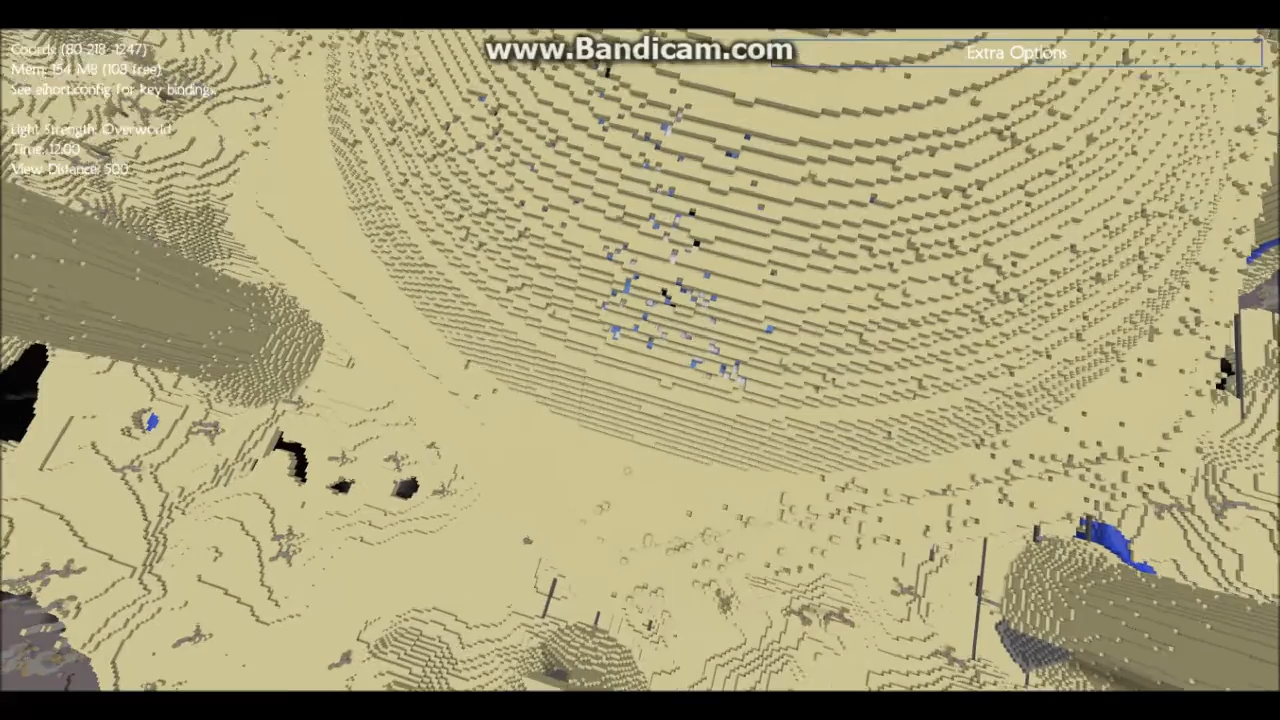 www.Bandicam.com
Extra Options
Coords (80 218 -1247)
Mem: 154 MB (108 free)
See eihort.config for key bindings.
Light Strength: Overworld
Time: 12:00
View Distance: 500